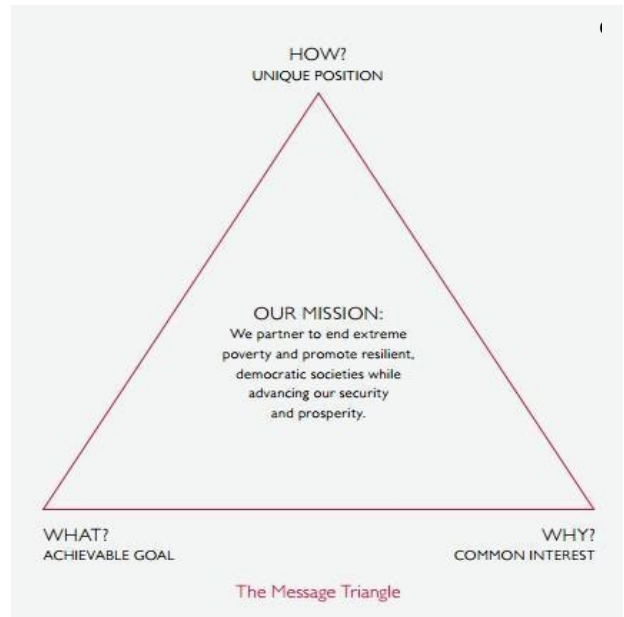 HOW?
UNIQUE POSITION
OUR MISSION:
We partner to end extreme
poverty and promote resilient,
democratic societies while
advancing our security
and prosperity.
WHAT?
ACHIEVABLE GOAL
WHY?
COMMON INTEREST
The Message Triangle